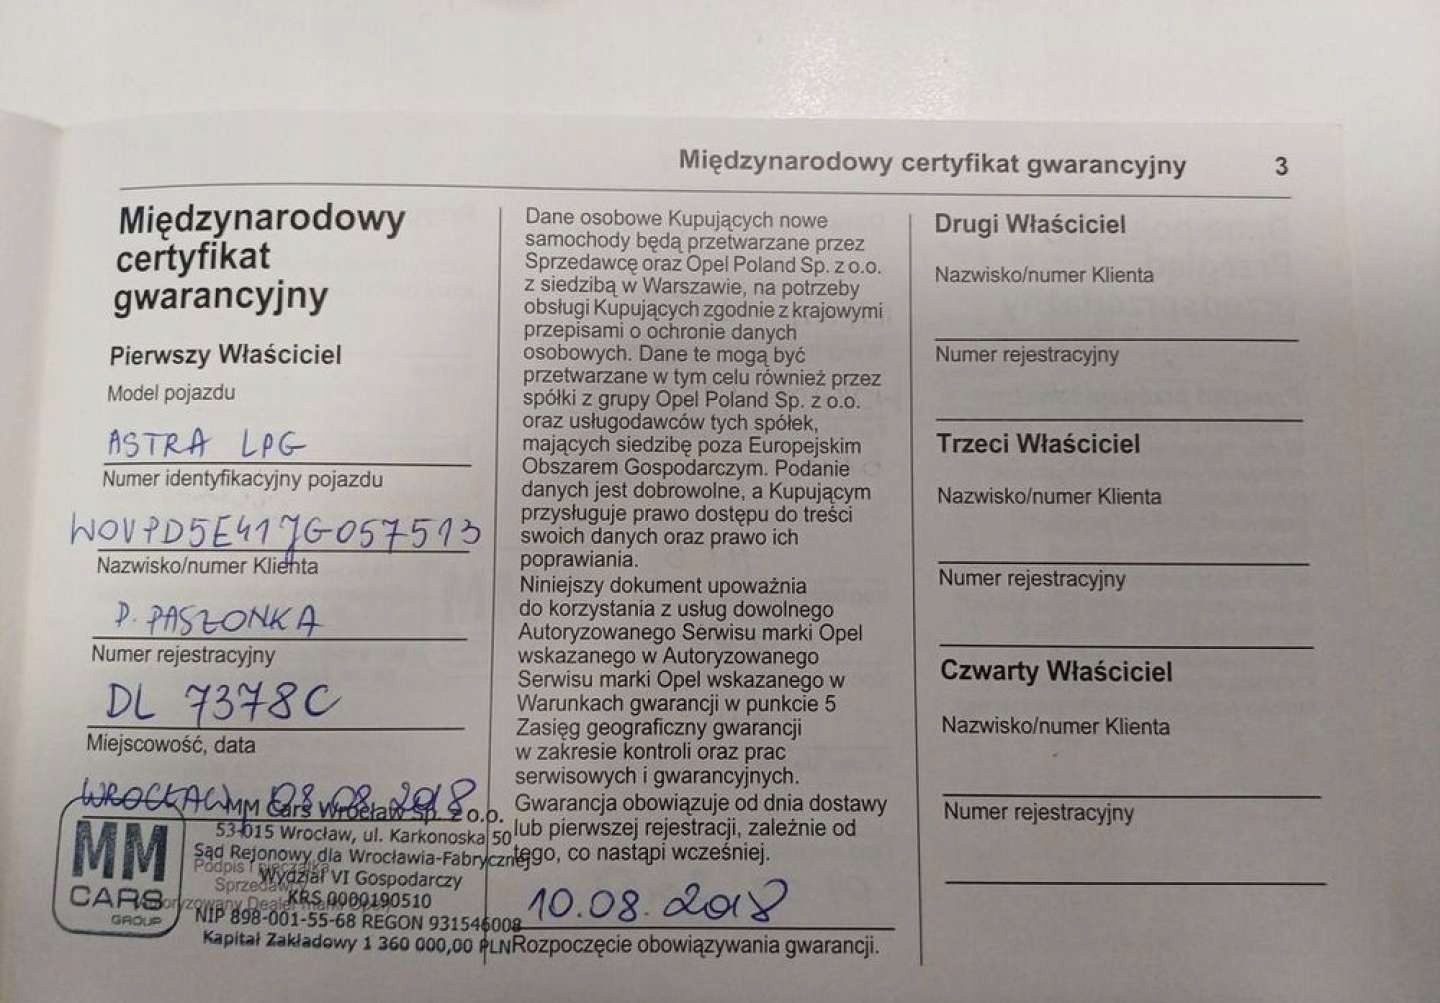 Międzynarodowy certyfikat gwarancyjny 3
Międzynarodowy
certyfikat
gwarancyjny
Pierwszy Właściciel
Model pojazdu
ASTRA LPG
Numer identyfikacyjny pojazdu
WOVPD5E41JG057513
Nazwisko/numer Klienta
P. PASZONKA
Numer rejestracyjny
DL 7378C
Miejscowość, data
WROCŁAW 08.08.2018
MM Cars Wrocław Sp. z o.o.
53-015 Wrocław, ul. Karkonoska 50
Sąd Rejonowy dla Wrocławia-Fabrycznej
Wydział VI Gospodarczy
KRS 0000190510
NIP 898-001-55-68 REGON 931546008
Kapitał Zakładowy 1 360 000,00 PLN
MM
CARS
GROUP
Podpis i pieczątka
Sprzedawcy
Dane osobowe Kupujących nowe
samochody będą przetwarzane przez
Sprzedawcę oraz Opel Poland Sp. z o.o.
z siedzibą w Warszawie, na potrzeby
obsługi Kupujących zgodnie z krajowymi
przepisami o ochronie danych
osobowych. Dane te mogą być
przetwarzane w tym celu również przez
spółki z grupy Opel Poland Sp. z o.o.
oraz usługodawców tych spółek,
mających siedzibę poza Europejskim
Obszarem Gospodarczym. Podanie
danych jest dobrowolne, a Kupującym
przysługuje prawo dostępu do treści
swoich danych oraz prawo ich
poprawiania.
Niniejszy dokument upoważnia
do korzystania z usług dowolnego
Autoryzowanego Serwisu marki Opel
wskazanego w Autoryzowanego
Serwisu marki Opel wskazanego w
Warunkach gwarancji w punkcie 5
Zasięg geograficzny gwarancji
w zakresie kontroli oraz prac
serwisowych i gwarancyjnych.
Gwarancja obowiązuje od dnia dostawy
lub pierwszej rejestracji, zależnie od
tego, co nastąpi wcześniej.
10.08.2018
Rozpoczęcie obowiązywania gwarancji.
Drugi Właściciel
Nazwisko/numer Klienta
Numer rejestracyjny
Trzeci Właściciel
Nazwisko/numer Klienta
Numer rejestracyjny
Czwarty Właściciel
Nazwisko/numer Klienta
Numer rejestracyjny